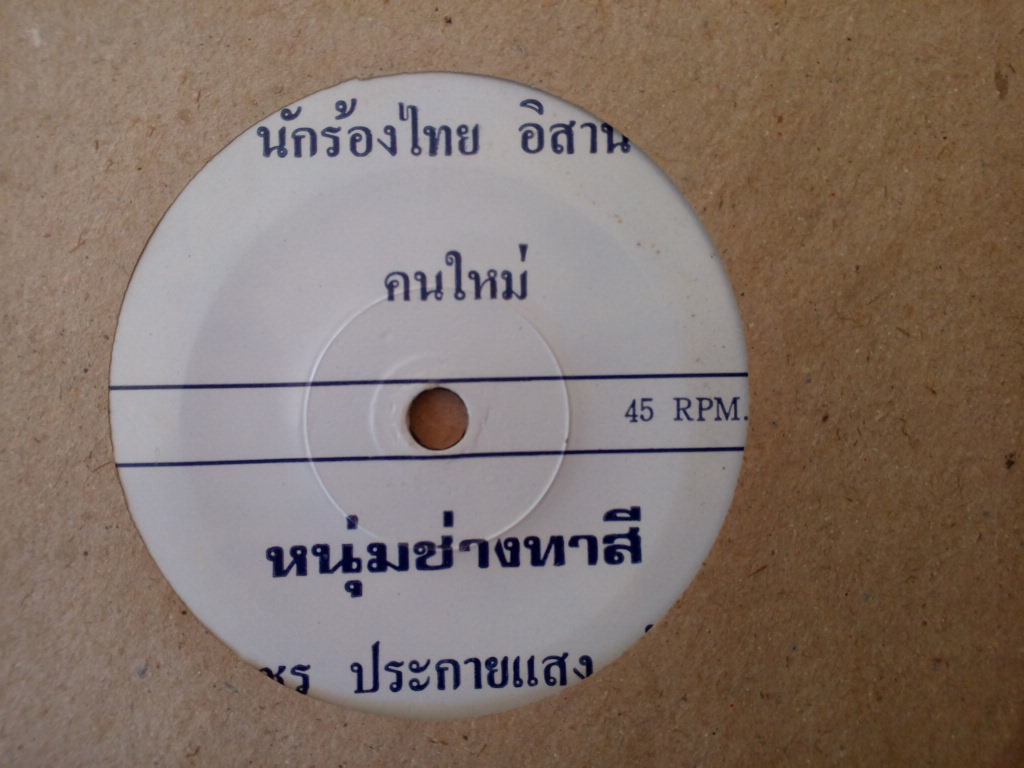 นักร้องไทย อิสาน
คนใหม่
45 RPM.
หนุ่มช่างทาสี
ประกายแสง